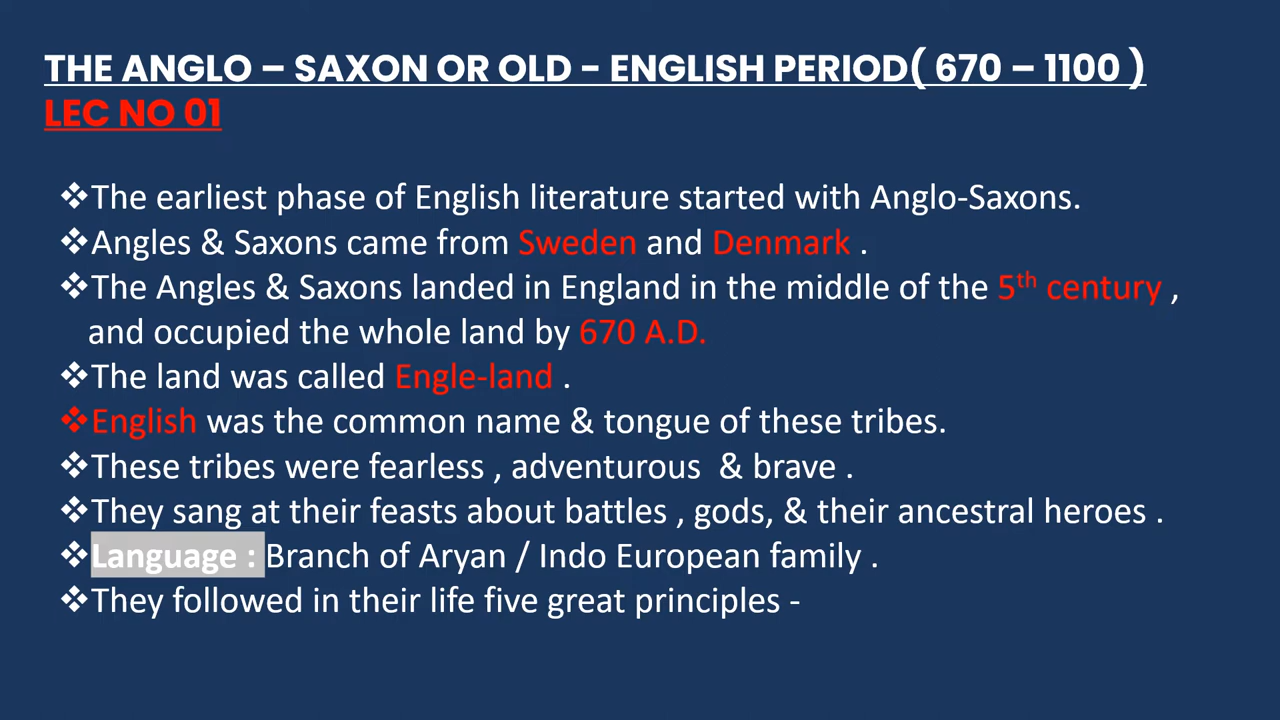 THE ANGLO – SAXON OR OLD - ENGLISH PERIOD( 670 – 1100 )
LEC NO 01
❖The earliest phase of English literature started with Anglo-Saxons.
❖Angles & Saxons came from Sweden and Denmark .
❖The Angles & Saxons landed in England in the middle of the 5th century ,
and occupied the whole land by 670 A.D.
❖The land was called Engle-land .
❖English was the common name & tongue of these tribes.
❖These tribes were fearless , adventurous & brave .
❖They sang at their feasts about battles , gods, & their ancestral heroes .
❖Language : Branch of Aryan / Indo European family .
❖They followed in their life five great principles -